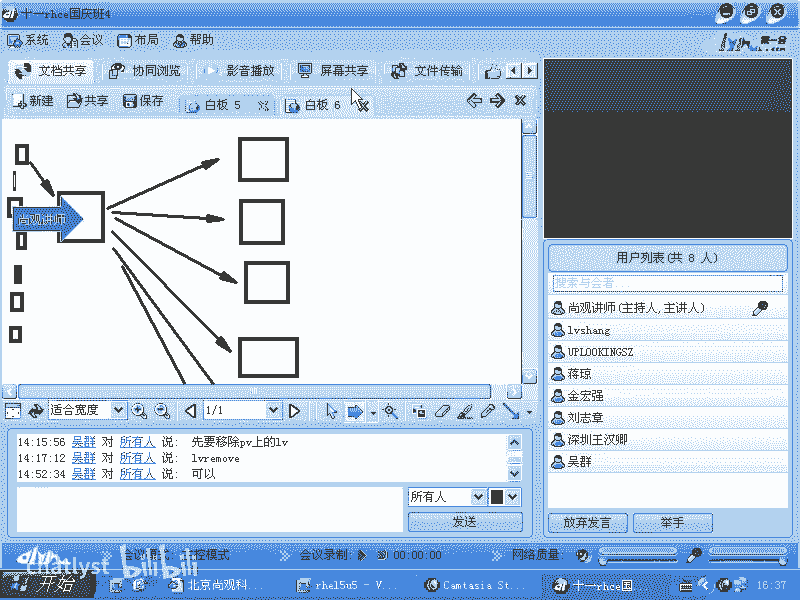 十一rhce国庆班4
系统 会议 布局 帮助
文档共享 协同浏览 影音播放 屏幕共享 文件传输
新建 共享 保存 白板 5 白板 6
尚观讲师
用户列表(共 8 人)
搜索与会者...
尚观讲师(主持人,主讲人)
lvshang
UPLOOKINGSZ
蒋琼
金宏强
刘志章
深圳王汉卿
吴群
适合宽度 1/1
14:15:56 吴群 对 所有人 说: 先要移除pv上的lv
14:17:12 吴群 对 所有人 说: lvremove
14:52:34 吴群 对 所有人 说: 可以
所有人
发送
放弃发言 举手
控模式 会议录制: 00:00:00 网络质量:
chatlyst bilibili
开始 北京尚观科... rhel5u5 - V... Camtasia St... 十一rhce国 16:37